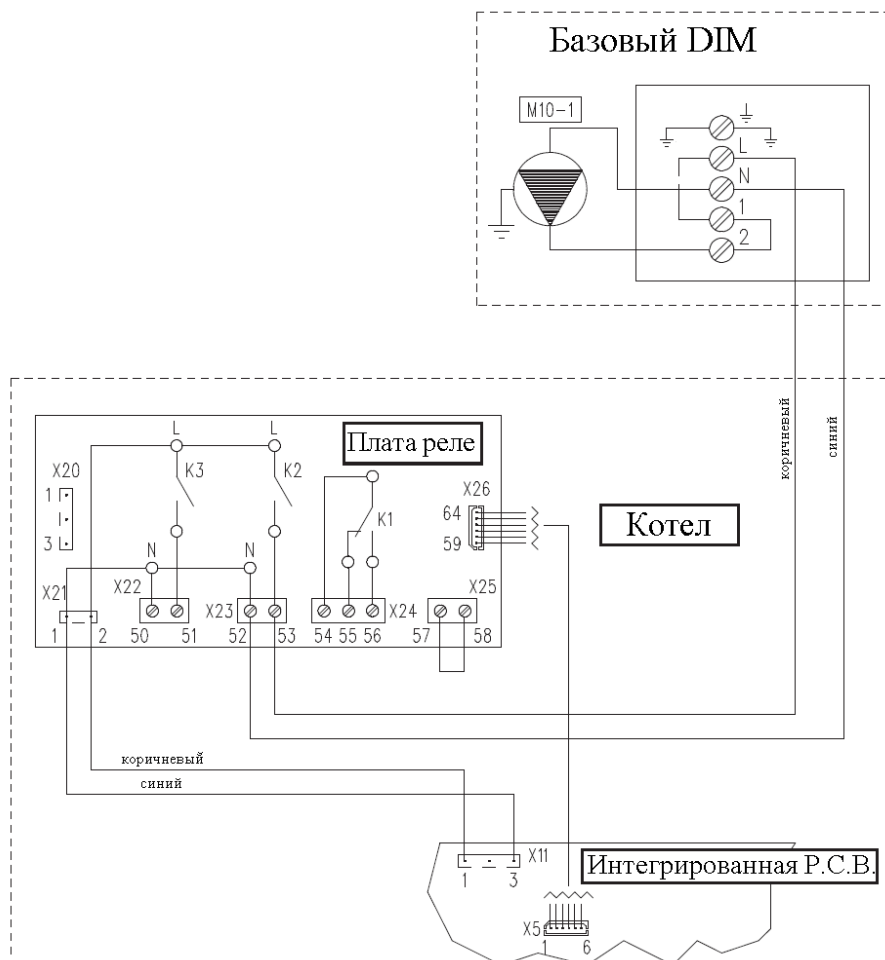 Базовый DIM
M10-1
L
N
1
2
коричневый
синий
L
L
Плата реле
X20
K3
K2
X26
1
64
K1
Котел
3
59
N
N
X21
X22
X23
X24
X25
1
2
50
51
52
53
54
55
56
57
58
коричневый
синий
X11
Интегрированная P.C.B.
1
3
X5
1
6